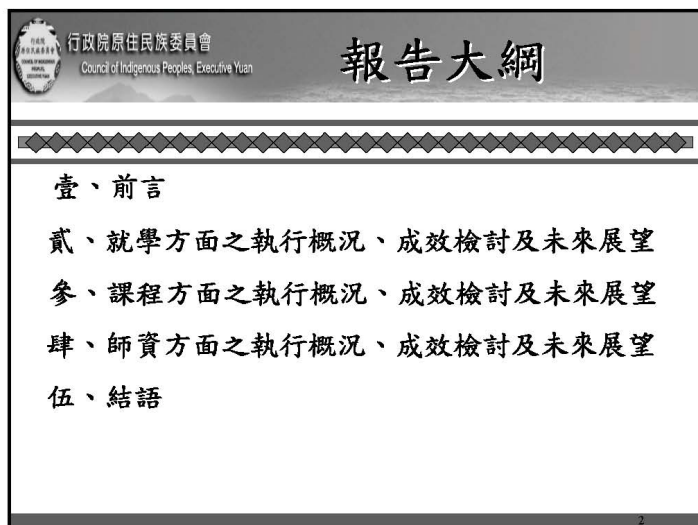 行政院原住民族委員會
Council of Indigenous Peoples, Executive Yuan
報告大綱
壹、前言
貳、就學方面之執行概況、成效檢討及未來展望
參、課程方面之執行概況、成效檢討及未來展望
肆、師資方面之執行概況、成效檢討及未來展望
伍、結語
2